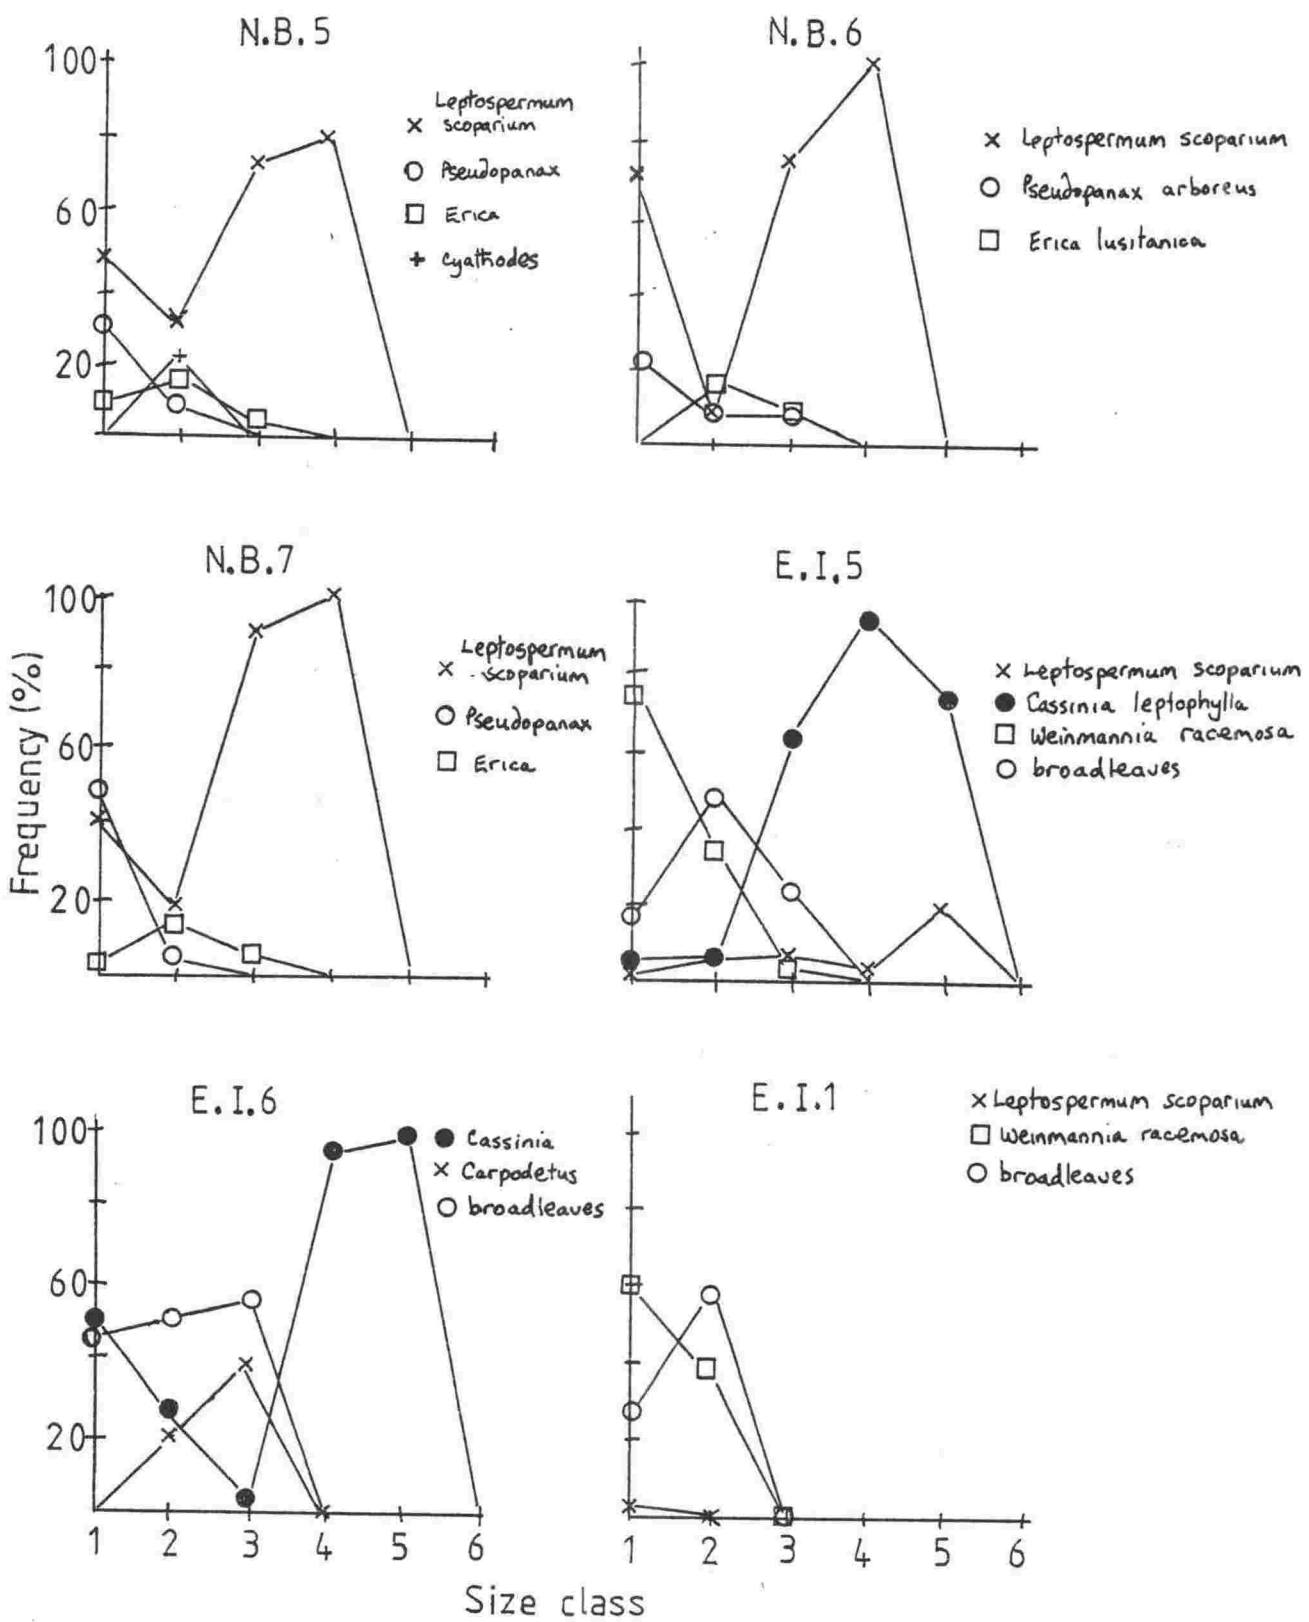 N.B.5
100
60
20
Leptospermum
× scoparium
Pseudopanax
Erica
+ Cyathodes
N.B.6
× Leptospermum scoparium
Pseudopanax arboreus
Erica lusitanica
N.B.7
100
60
20
Leptospermum
× scoparium
Pseudopanax
Erica
Frequency (%)
E.I.5
× Leptospermum scoparium
Cassinia leptophylla
Weinmannia racemosa
broadleaves
E.I.6
100
60
20
Cassinia
× Carpodetus
broadleaves
1 2 3 4 5 6
E.I.1
× Leptospermum scoparium
Weinmannia racemosa
broadleaves
1 2 3 4 5 6
Size class